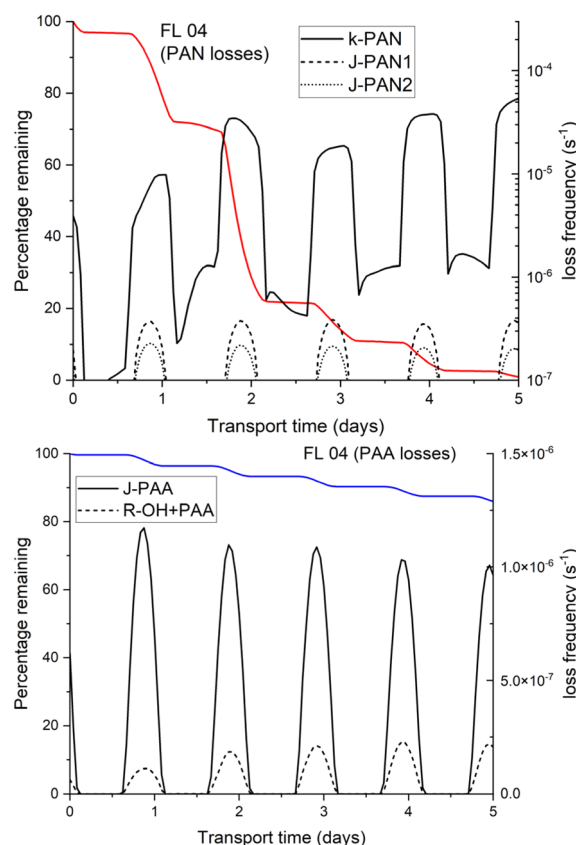 FL 04
(PAN losses)
k-PAN
J-PAN1
J-PAN2
Percentage remaining
100
80
60
40
20
0
10⁻⁴
10⁻⁵
10⁻⁶
10⁻⁷
loss frequency (s⁻¹)
0 1 2 3 4 5
Transport time (days)
FL 04 (PAA losses)
J-PAA
R-OH+PAA
Percentage remaining
100
80
60
40
20
0
1.5×10⁻⁶
1.0×10⁻⁶
5.0×10⁻⁷
0.0
loss frequency (s⁻¹)
0 1 2 3 4 5
Transport time (days)